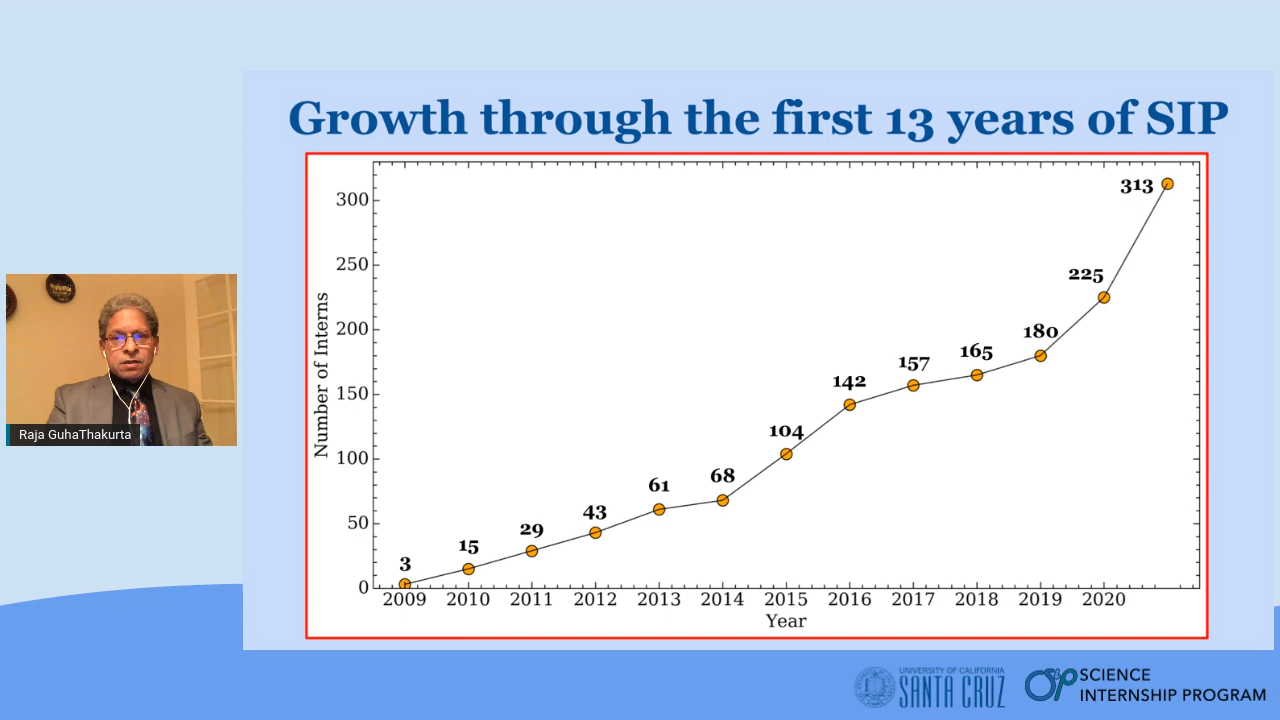 Growth through the first 13 years of SIP
Number of Interns
300
250
200
150
100
50
0
3
15
29
43
61
68
104
142
157
165
180
225
313
2009 2010 2011 2012 2013 2014 2015 2016 2017 2018 2019 2020
Year
Raja GuhaThakurta
UNIVERSITY OF CALIFORNIA
SANTA CRUZ
SIP
SCIENCE
INTERNSHIP PROGRAM